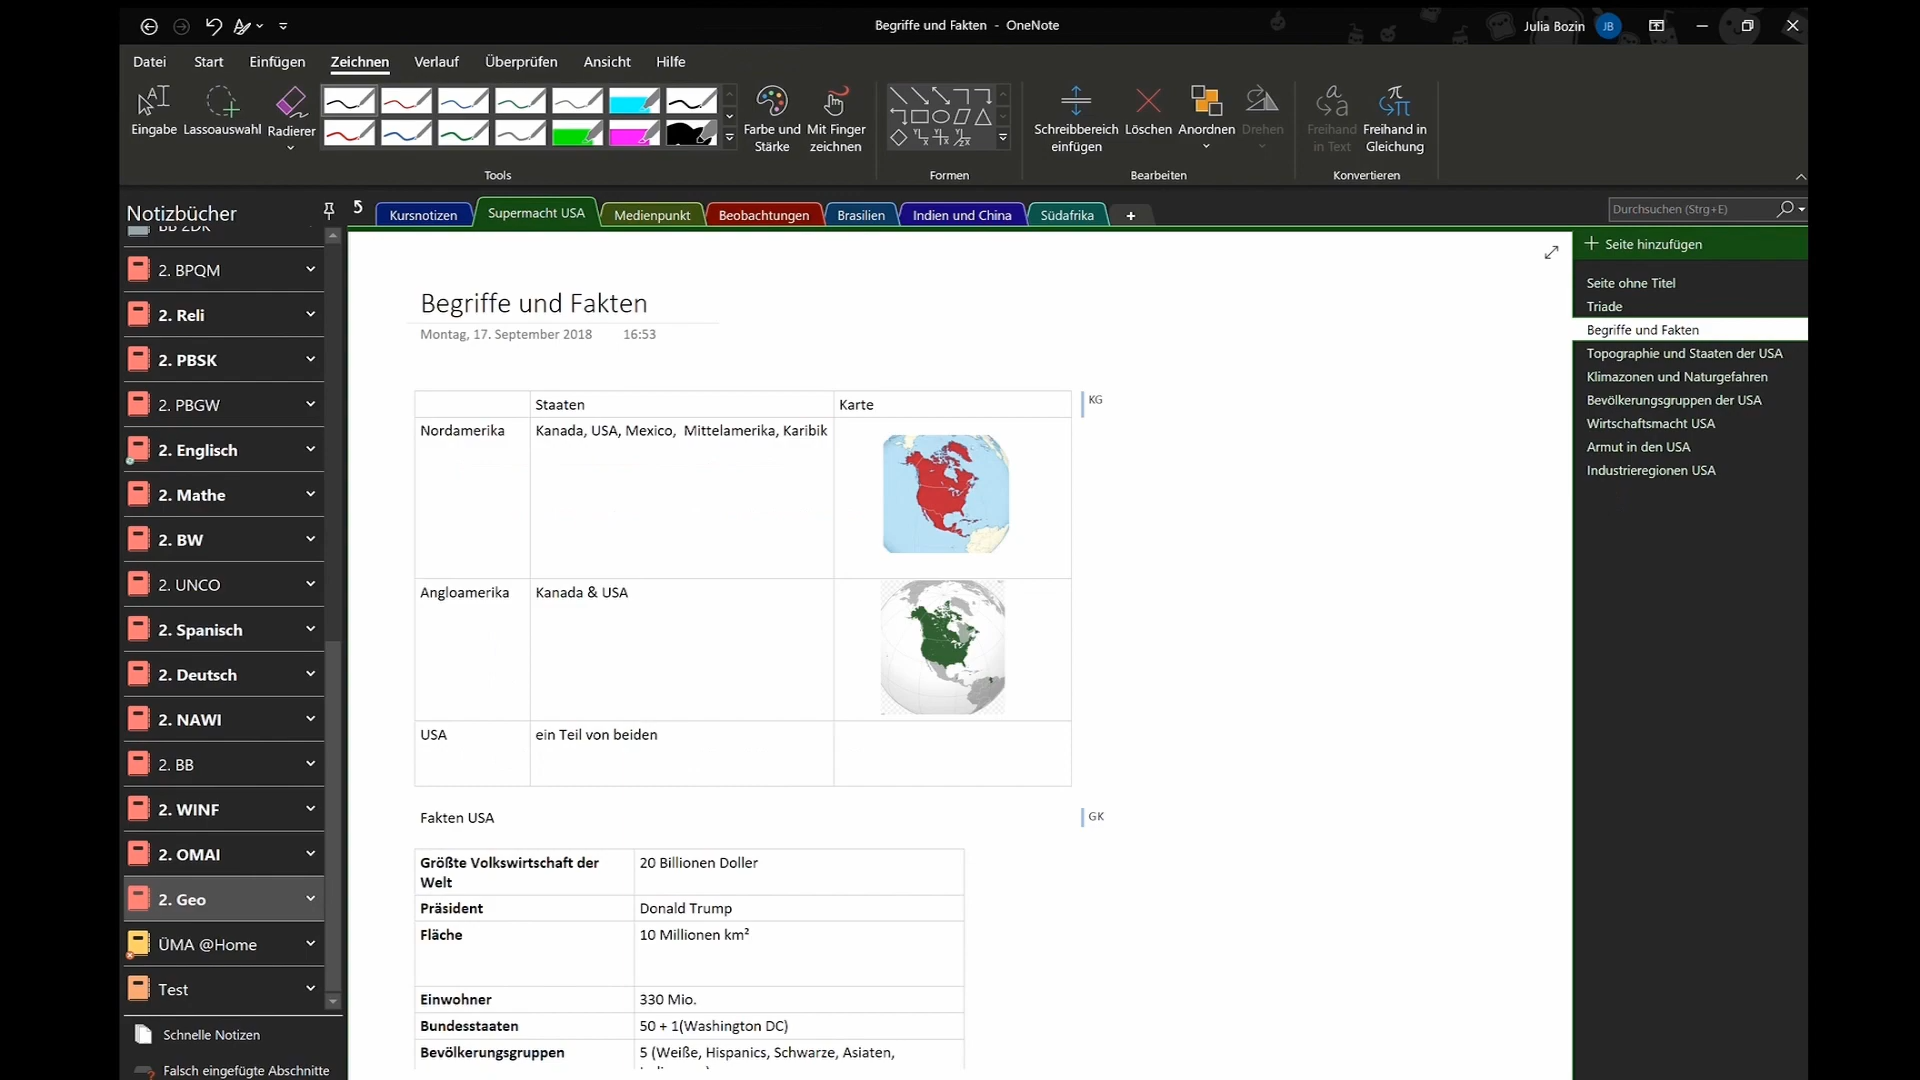 Begriffe und Fakten - OneNote
Julia Bozin
JB
Datei Start Einfügen Zeichnen Verlauf Überprüfen Ansicht Hilfe
Eingabe
Lassoauswahl
Radierer
Farbe und Stärke
Mit Finger zeichnen
Schreibbereich einfügen
Löschen
Anordnen
Drehen
Freihand in Text
Freihand in Gleichung
Tools
Formen
Bearbeiten
Konvertieren
Notizbücher
Kursnotizen
Supermacht USA
Medienpunkt
Beobachtungen
Brasilien
Indien und China
Südafrika
Durchsuchen (Strg+E)
2. BPQM
2. Reli
2. PBSK
2. PBGW
2. Englisch
2. Mathe
2. BW
2. UNCO
2. Spanisch
2. Deutsch
2. NAWI
2. BB
2. WINF
2. OMAI
2. Geo
ÜMA @Home
Test
Schnelle Notizen
Falsch eingefügte Abschnitte
Begriffe und Fakten
Montag, 17. September 2018 16:53
Staaten Karte
KG
Nordamerika Kanada, USA, Mexico, Mittelamerika, Karibik
Angloamerika Kanada & USA
USA ein Teil von beiden
Fakten USA
GK
Größte Volkswirtschaft der Welt 20 Billionen Doller
Präsident Donald Trump
Fläche 10 Millionen km²
Einwohner 330 Mio.
Bundesstaaten 50 + 1(Washington DC)
Bevölkerungsgruppen 5 (Weiße, Hispanics, Schwarze, Asiaten,
Seite hinzufügen
Seite ohne Titel
Triade
Begriffe und Fakten
Topographie und Staaten der USA
Klimazonen und Naturgefahren
Bevölkerungsgruppen der USA
Wirtschaftsmacht USA
Armut in den USA
Industrieregionen USA